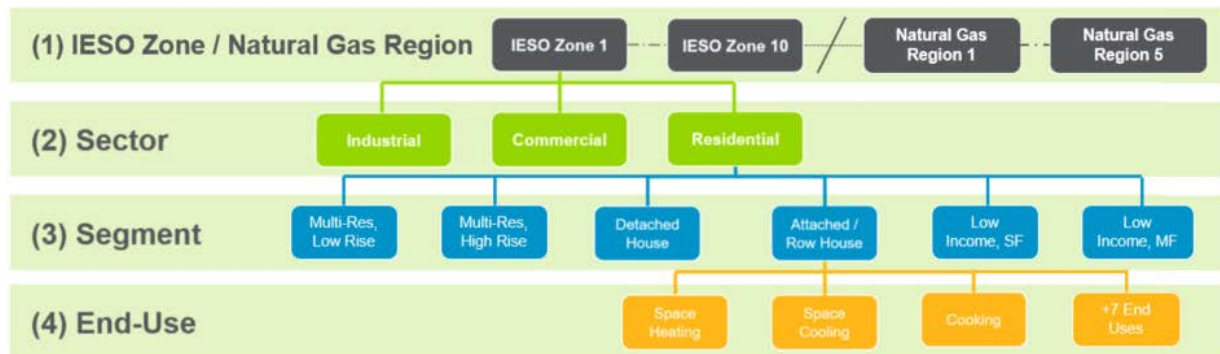 (1) IESO Zone / Natural Gas Region
IESO Zone 1
IESO Zone 10
Natural Gas
Region 1
Natural Gas
Region 5
(2) Sector
Industrial
Commercial
Residential
(3) Segment
Multi-Res,
Low Rise
Multi-Res,
High Rise
Detached
House
Attached /
Row House
Low
Income, SF
Low
Income, MF
(4) End-Use
Space
Heating
Space
Cooling
Cooking
+7 End
Uses